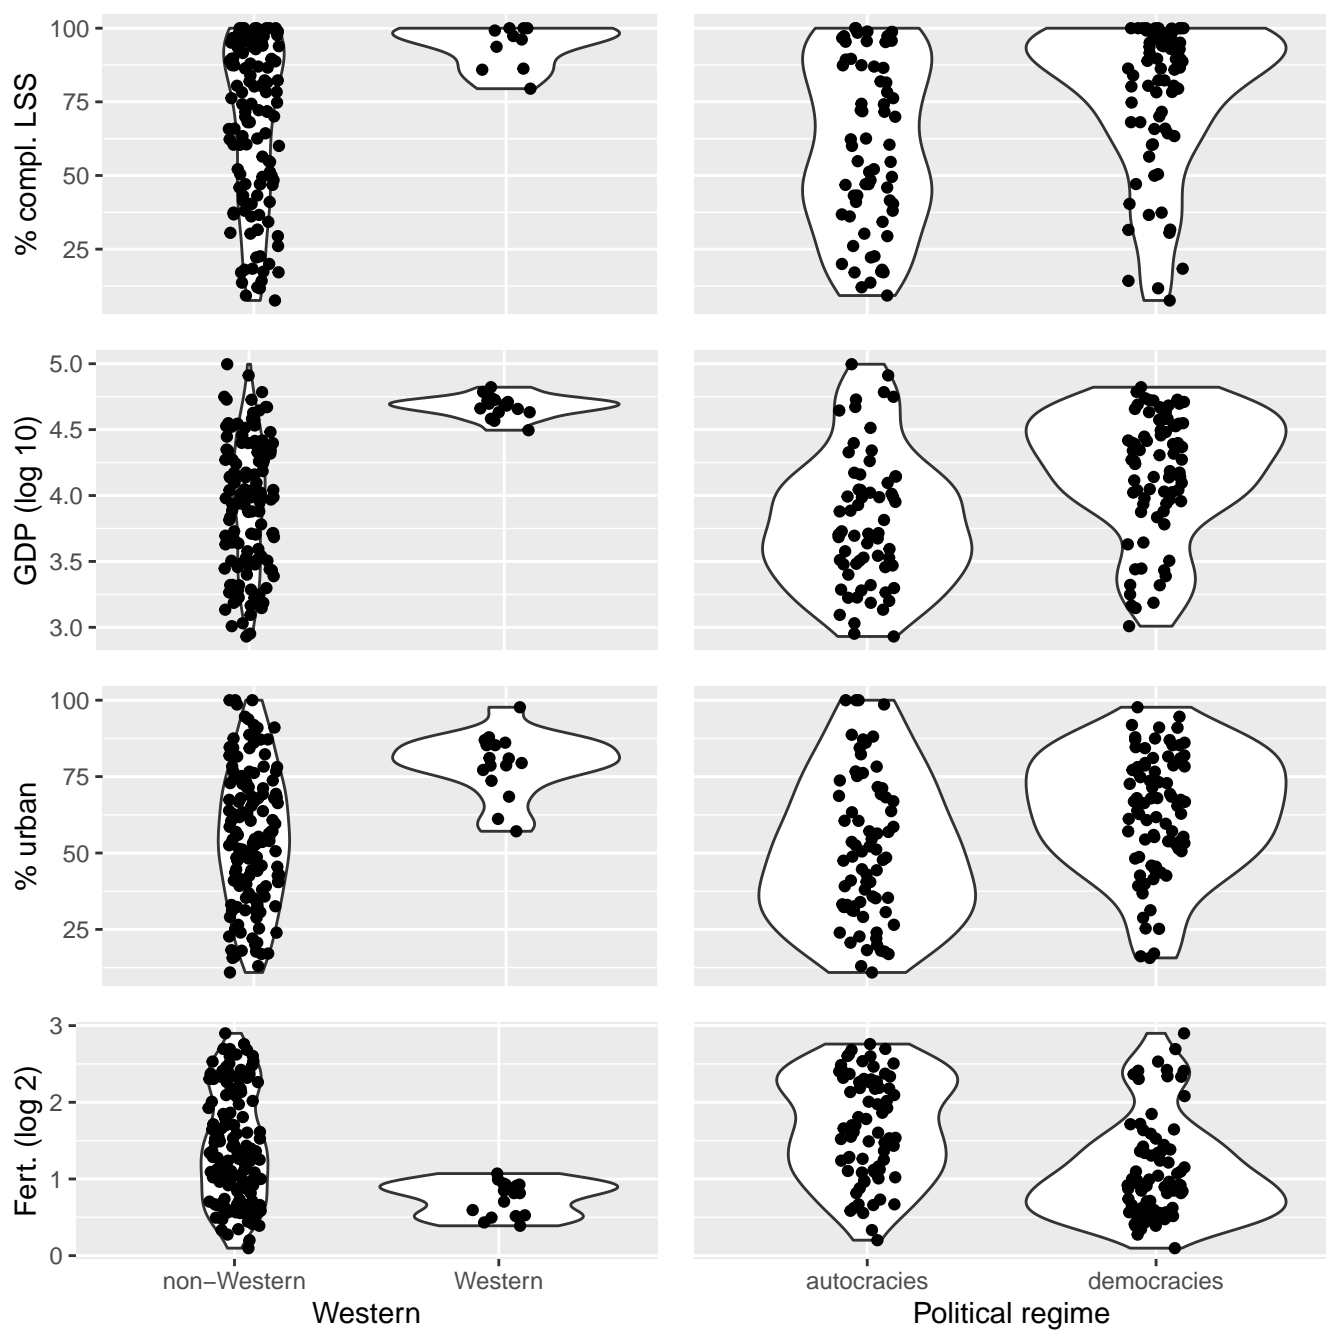 % compl. LSS
100
75
50
25
GDP (log 10)
5.0
4.5
4.0
3.5
3.0
% urban
100
75
50
25
Fert. (log 2)
3
2
1
0
non−Western Western autocracies democracies
Western Political regime